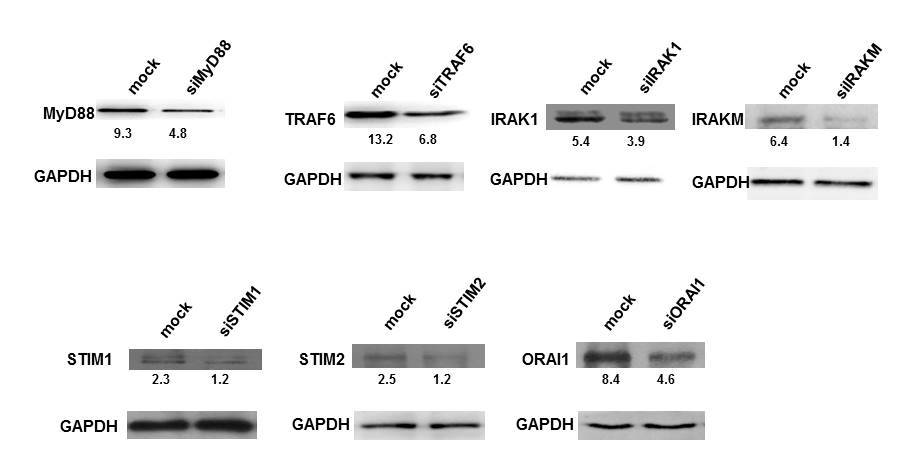 mock siMyD88 mock siTRAF6 mock siIRAK1 mock siIRAKM
MyD88 TRAF6 IRAK1 IRAKM
9.3 4.8 13.2 6.8 5.4 3.9 6.4 1.4
GAPDH GAPDH GAPDH GAPDH
mock siSTIM1 mock siSTIM2 mock siORAI1
STIM1 STIM2 ORAI1
2.3 1.2 2.5 1.2 8.4 4.6
GAPDH GAPDH GAPDH